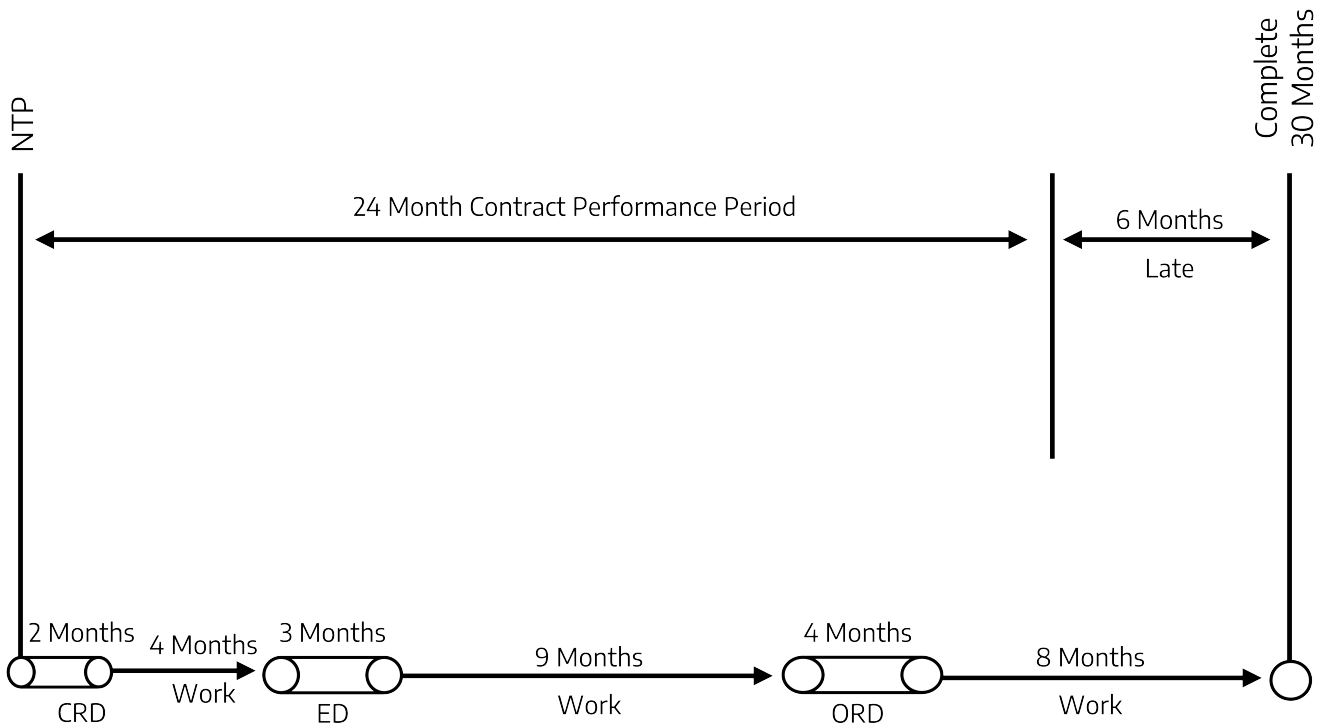 NTP
Complete
30 Months
24 Month Contract Performance Period
6 Months
Late
2 Months
CRD
4 Months
Work
3 Months
ED
9 Months
Work
4 Months
ORD
8 Months
Work